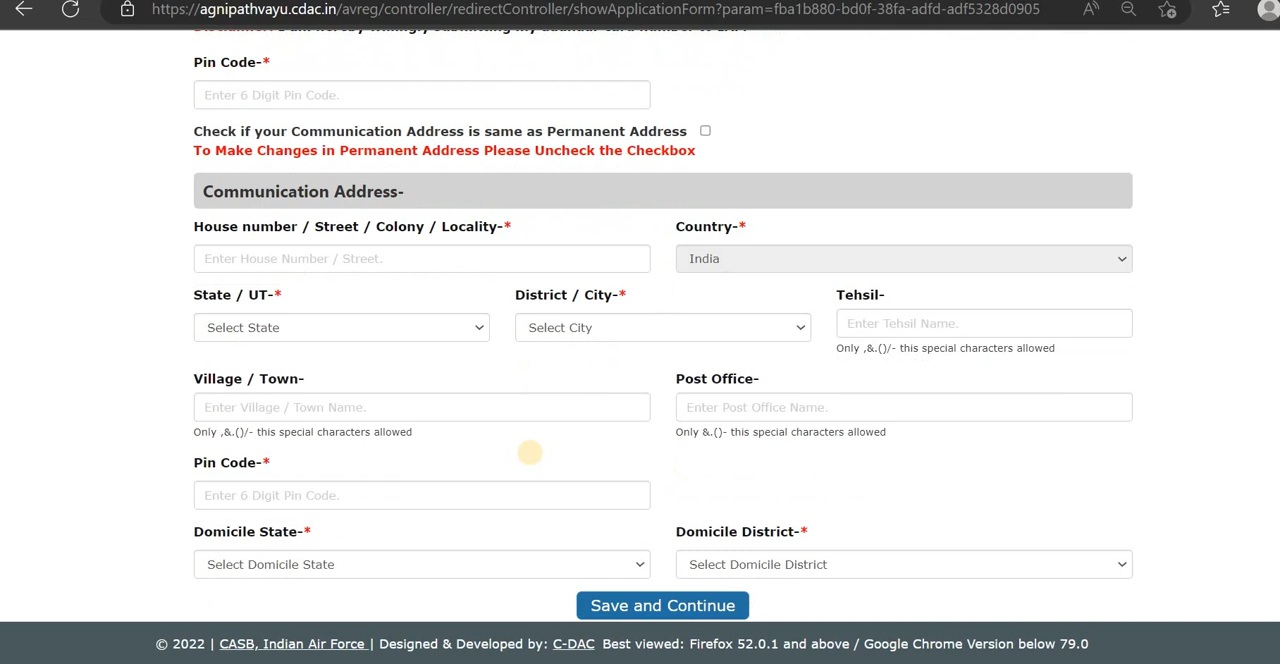 https://agnipathvayu.cdac.in/avreg/controller/redirectController/showApplicationForm?param=fba1b880-bd0f-38fa-adfd-adf5328d0905
Pin Code-*
Enter 6 Digit Pin Code.
Check if your Communication Address is same as Permanent Address
To Make Changes in Permanent Address Please Uncheck the Checkbox
Communication Address-
House number / Street / Colony / Locality-* Country-*
Enter House Number / Street. India
State / UT-* District / City-* Tehsil-
Select State Select City Enter Tehsil Name.
Only ,&.()/- this special characters allowed
Village / Town- Post Office-
Enter Village / Town Name. Enter Post Office Name.
Only ,&.()/- this special characters allowed Only &.()- this special characters allowed
Pin Code-*
Enter 6 Digit Pin Code.
Domicile State-* Domicile District-*
Select Domicile State Select Domicile District
Save and Continue
© 2022 | CASB, Indian Air Force | Designed & Developed by: C-DAC Best viewed: Firefox 52.0.1 and above / Google Chrome Version below 79.0